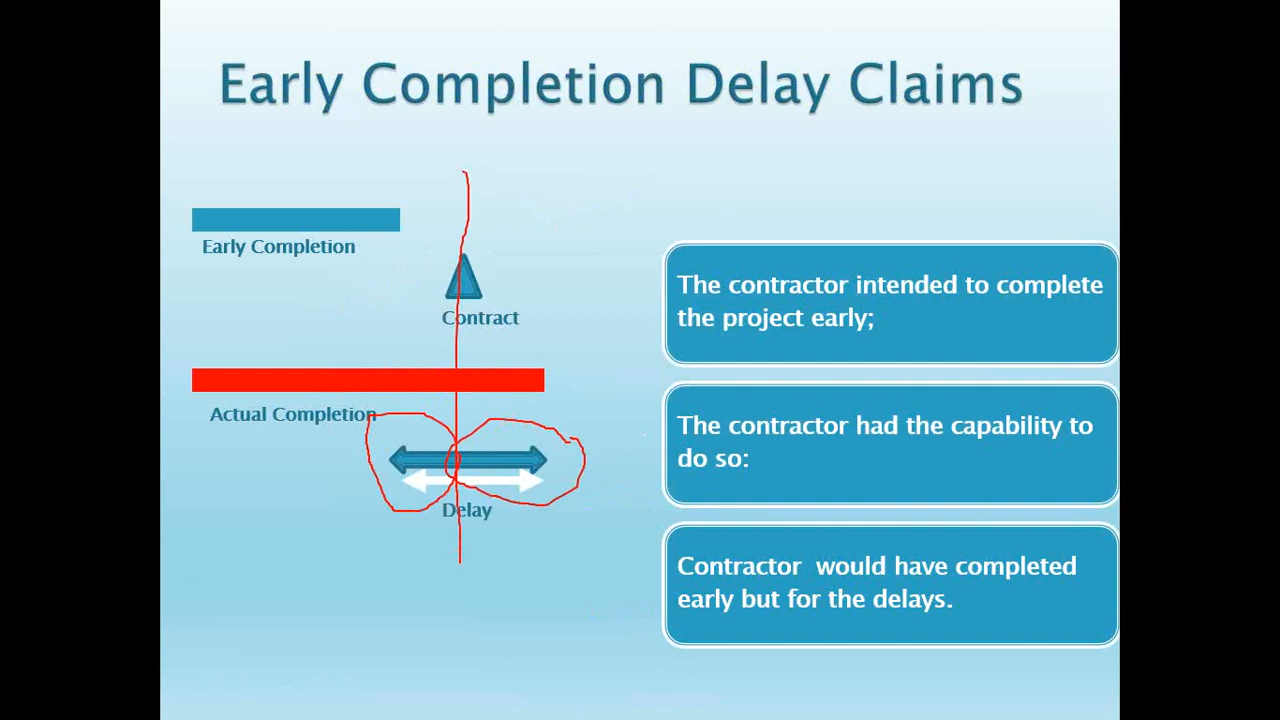 Early Completion Delay Claims
Early Completion
Contract
Actual Completion
Delay
The contractor intended to complete
the project early;
The contractor had the capability to
do so:
Contractor would have completed
early but for the delays.